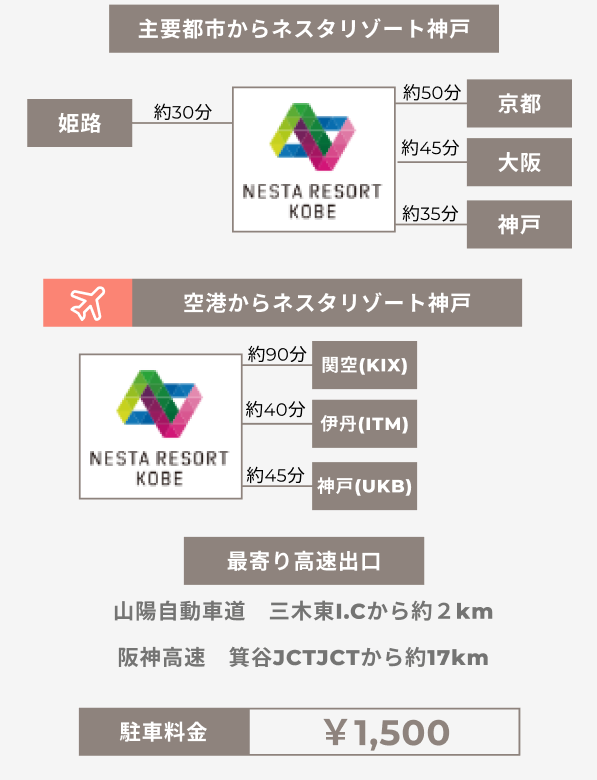 主要都市からネスタリゾート神戸
約50分
京都
姫路
約30分
NESTA RESORT
KOBE
約45分
大阪
約35分
神戸
空港からネスタリゾート神戸
約90分
関空(KIX)
NESTA RESORT
KOBE
約40分
伊丹(ITM)
約45分
神戸(UKB)
最寄り高速出口
山陽自動車道　三木東I.Cから約２km
阪神高速　箕谷JCTJCTから約17km
駐車料金
￥1,500